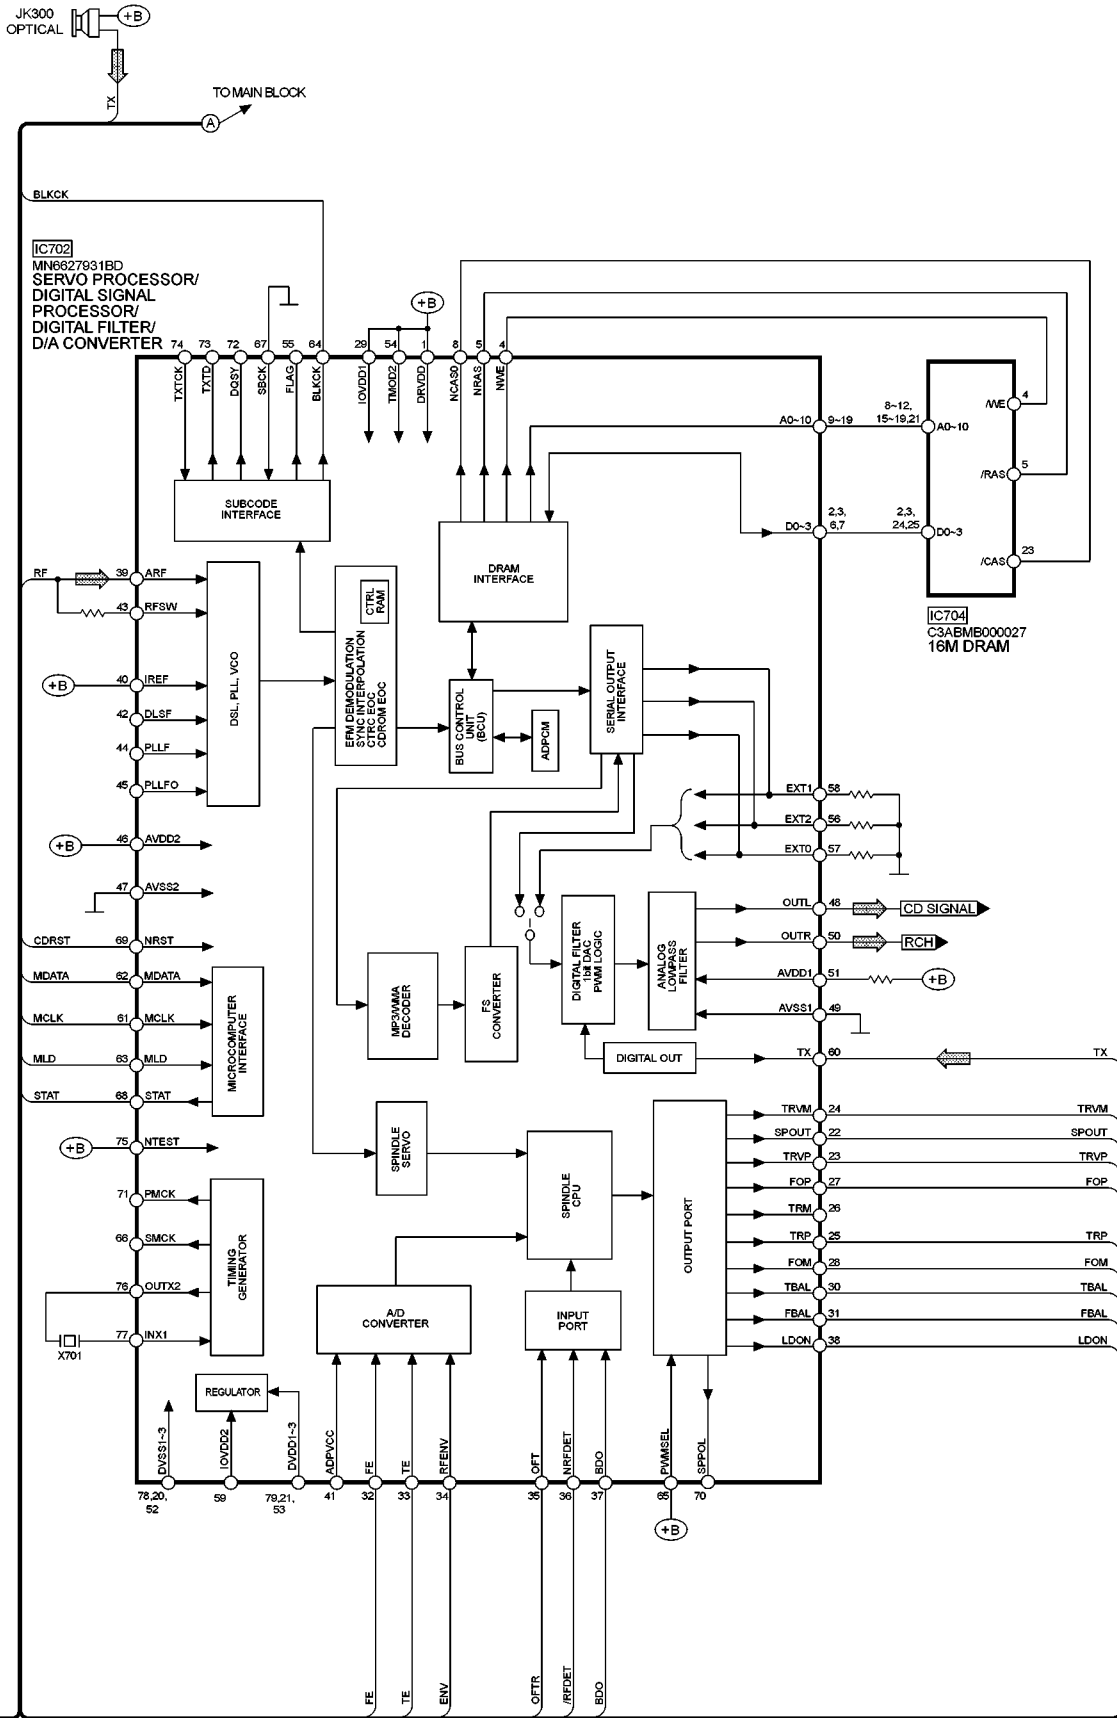 JK300
OPTICAL
+B
TX
TO MAIN BLOCK
A
BLKCK
IC702
MN6627931BD
SERVO PROCESSOR/
DIGITAL SIGNAL
PROCESSOR/
DIGITAL FILTER/
D/A CONVERTER
+B
74 73 72 67 55 64 29 54 1 8 5 4
TXTCK
TXTD
DQSY
SBCK
FLAG
BLKCK
IOVDD1
TMOD2
DRVDD
NCAS0
NRAS
NWE
SUBCODE
INTERFACE
DRAM
INTERFACE
A0~10 9~19
8~12,
15~19,21
A0~10
/WE 4
/RAS 5
D0~3 2,3,
6,7
2,3,
24,25
D0~3
/CAS 23
IC704
C3ABMB000027
16M DRAM
RF
39 ARF
43 RFSW
+B 40 IREF
42 DLSF
44 PLLF
45 PLLFO
DSL, PLL, VCO
CTRL
RAM
EFM DEMODULATION
SYNC INTERPOLATION
CTRC EOC
CDROM EOC
BUS CONTROL
UNIT
(BCU)
ADPCM
SERIAL OUTPUT
INTERFACE
EXT1 58
EXT2 56
EXT0 57
+B 46 AVDD2
47 AVSS2
CDRST 69 NRST
MDATA 62 MDATA
MCLK 61 MCLK
MLD 63 MLD
STAT 68 STAT
MICROCOMPUTER
INTERFACE
+B 75 NTEST
MP3/WMA
DECODER
FS
CONVERTER
DIGITAL FILTER
1bit DAC
PWM LOGIC
ANALOG
LOWPASS
FILTER
OUTL 48 CD SIGNAL
OUTR 50 RCH
AVDD1 51 +B
AVSS1 49
DIGITAL OUT
TX 60 TX
71 PMCK
66 SMCK
76 OUTX2
77 INX1
X701
TIMING
GENERATOR
SPINDLE
SERVO
SPINDLE
CPU
OUTPUT PORT
A/D
CONVERTER
INPUT
PORT
TRVM 24 TRVM
SPOUT 22 SPOUT
TRVP 23 TRVP
FOP 27 FOP
TRM 26
TRP 25 TRP
FOM 28 FOM
TBAL 30 TBAL
FBAL 31 FBAL
LDON 38 LDON
REGULATOR
DVSS1~3
IOVDD2
DVDD1~3
ADPVCC
FE
TE
RFENV
OFT
NRFDET
BDO
PWMSEL
SPPOL
78,20,
52
59
79,21,
53
41 32 33 34 35 36 37 65 70
+B
FE
TE
ENV
OFTR
/RFDET
BDO